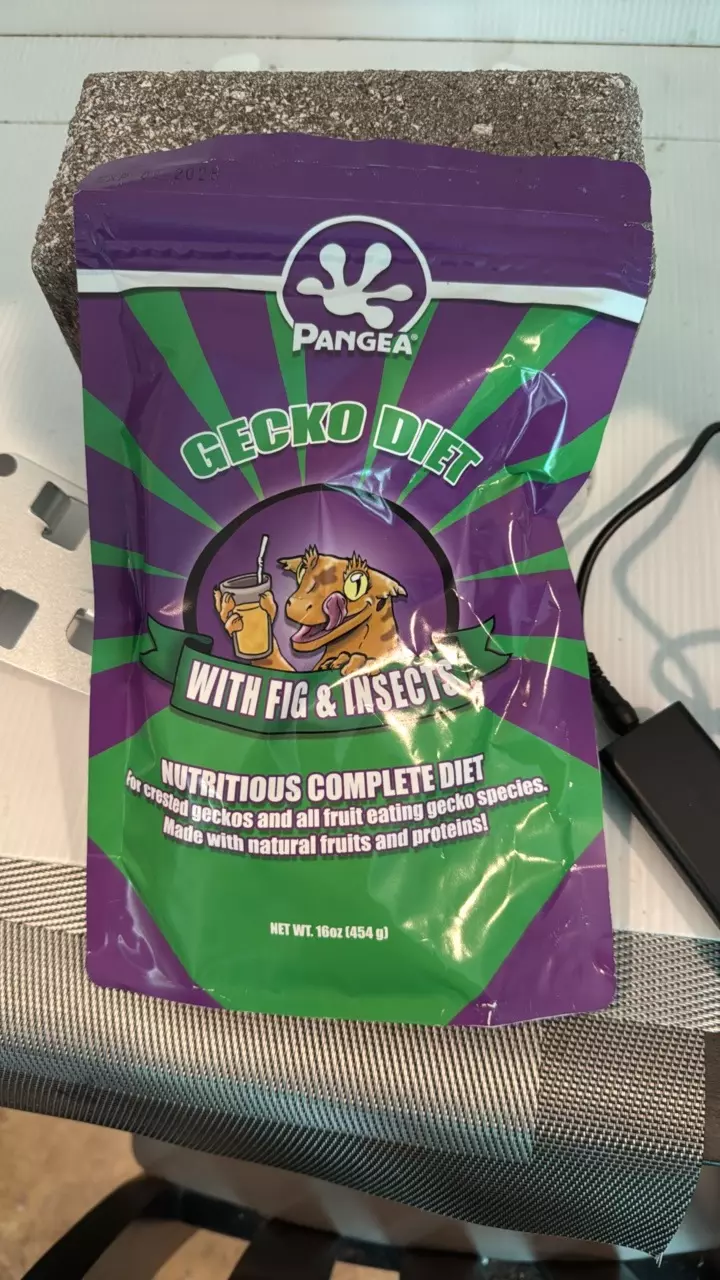 2025
PANGEA®
GECKO DIET
WITH FIG & INSECTS
NUTRITIOUS COMPLETE DIET
For crested geckos and all fruit eating gecko species.
Made with natural fruits and proteins!
NET WT. 16oz (454 g)